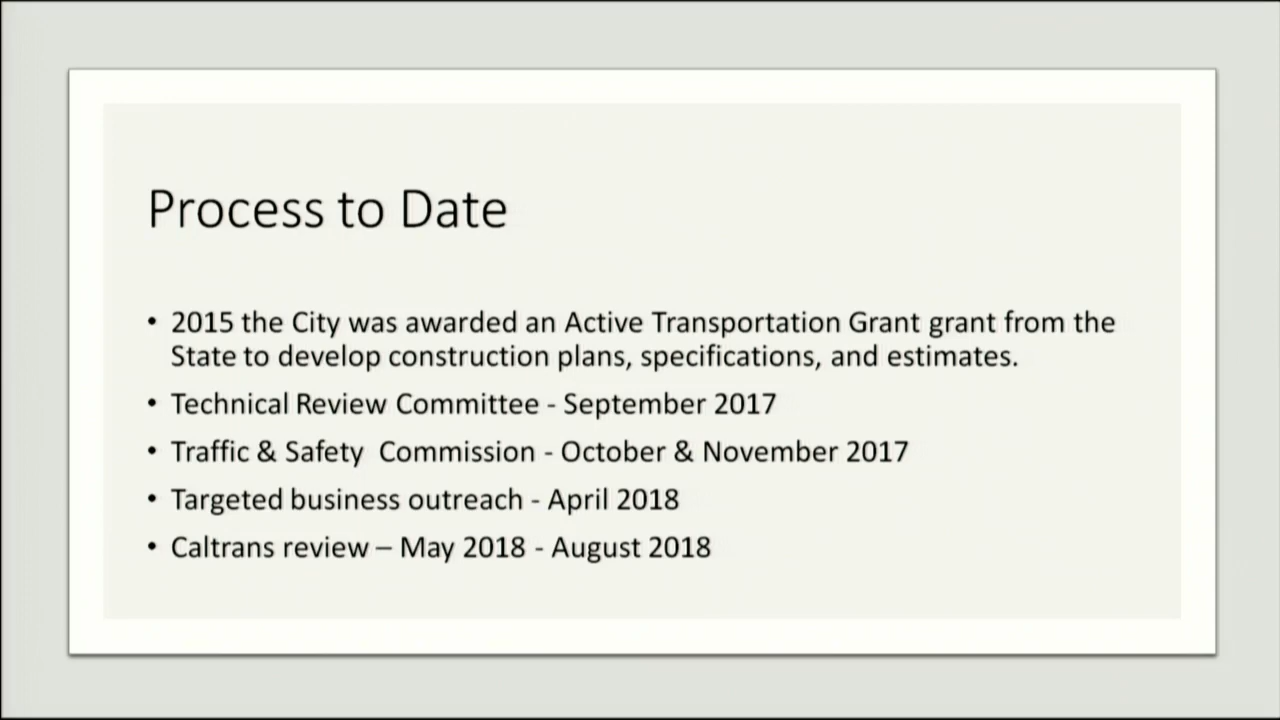 Process to Date
• 2015 the City was awarded an Active Transportation Grant grant from the
State to develop construction plans, specifications, and estimates.
• Technical Review Committee - September 2017
• Traffic & Safety  Commission - October & November 2017
• Targeted business outreach - April 2018
• Caltrans review – May 2018 - August 2018